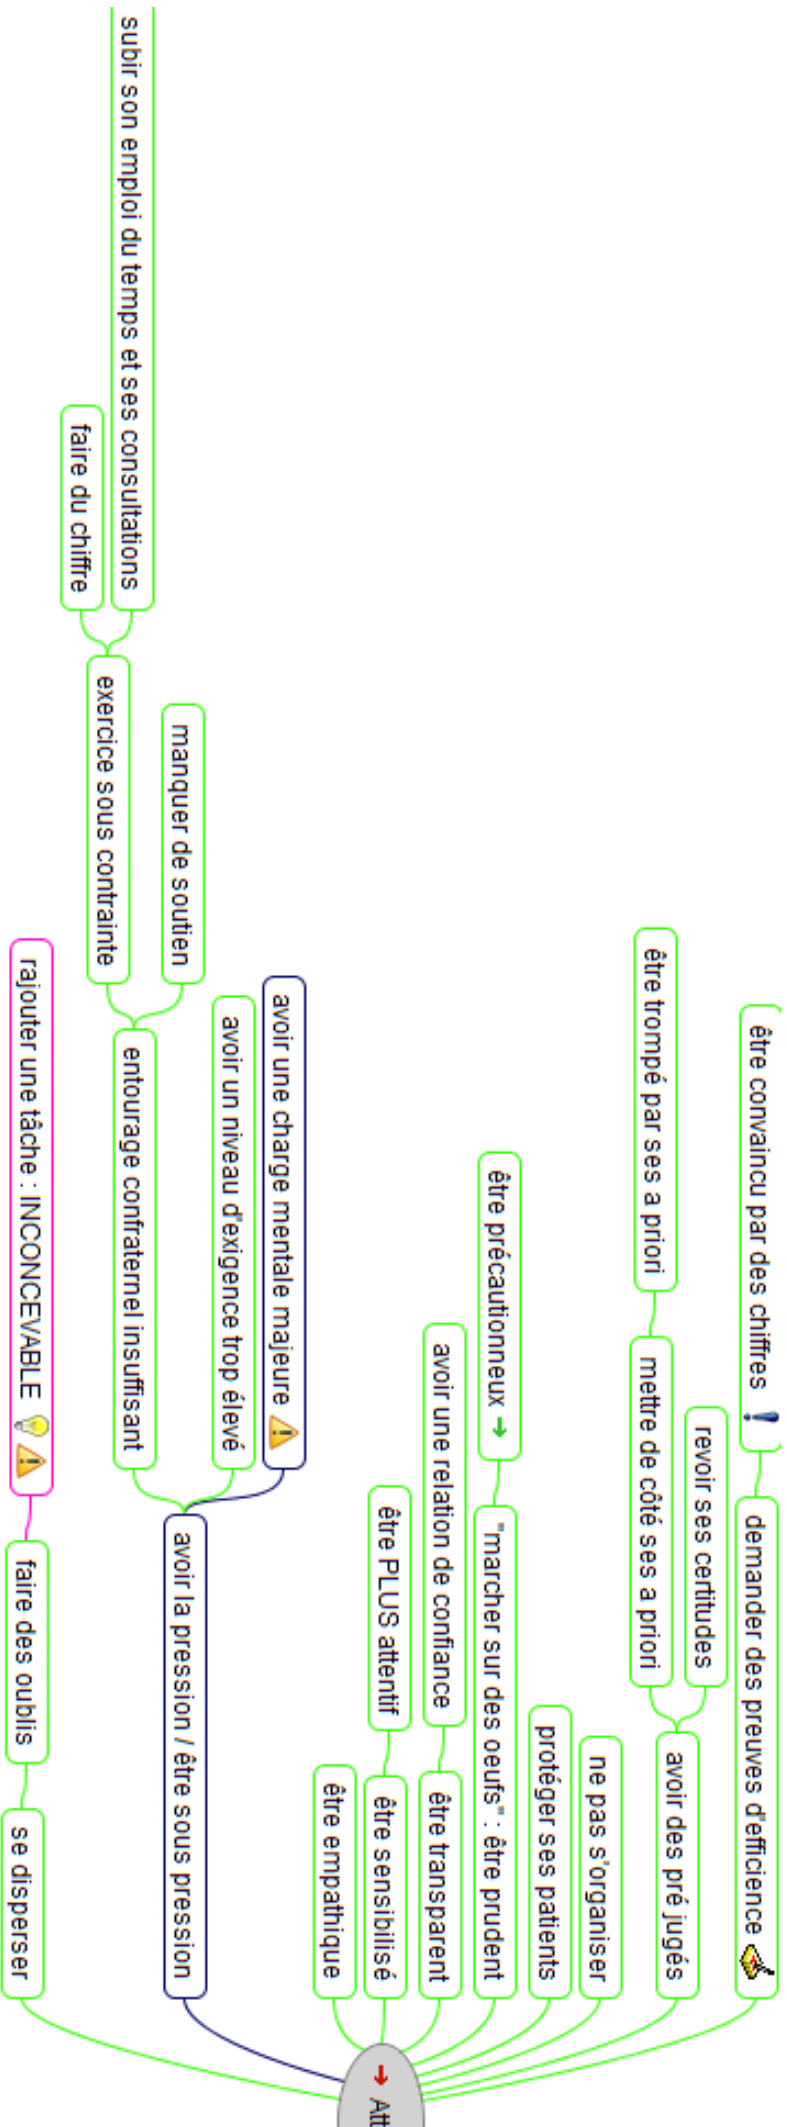 être convaincu par des chiffres
demander des preuves d'efficience
revoir ses certitudes
être trompé par ses a priori
mettre de côté ses a priori
avoir des pré jugés
ne pas s'organiser
protéger ses patients
être précautionneux
"marcher sur des oeufs" : être prudent
avoir une relation de confiance
être transparent
être PLUS attentif
être sensibilisé
être empathique
avoir une charge mentale majeure
avoir un niveau d'exigence trop élevé
manquer de soutien
subir son emploi du temps et ses consultations
faire du chiffre
exercice sous contrainte
entourage confraternel insuffisant
avoir la pression / être sous pression
rajouter une tâche : INCONCEVABLE
faire des oublis
se disperser